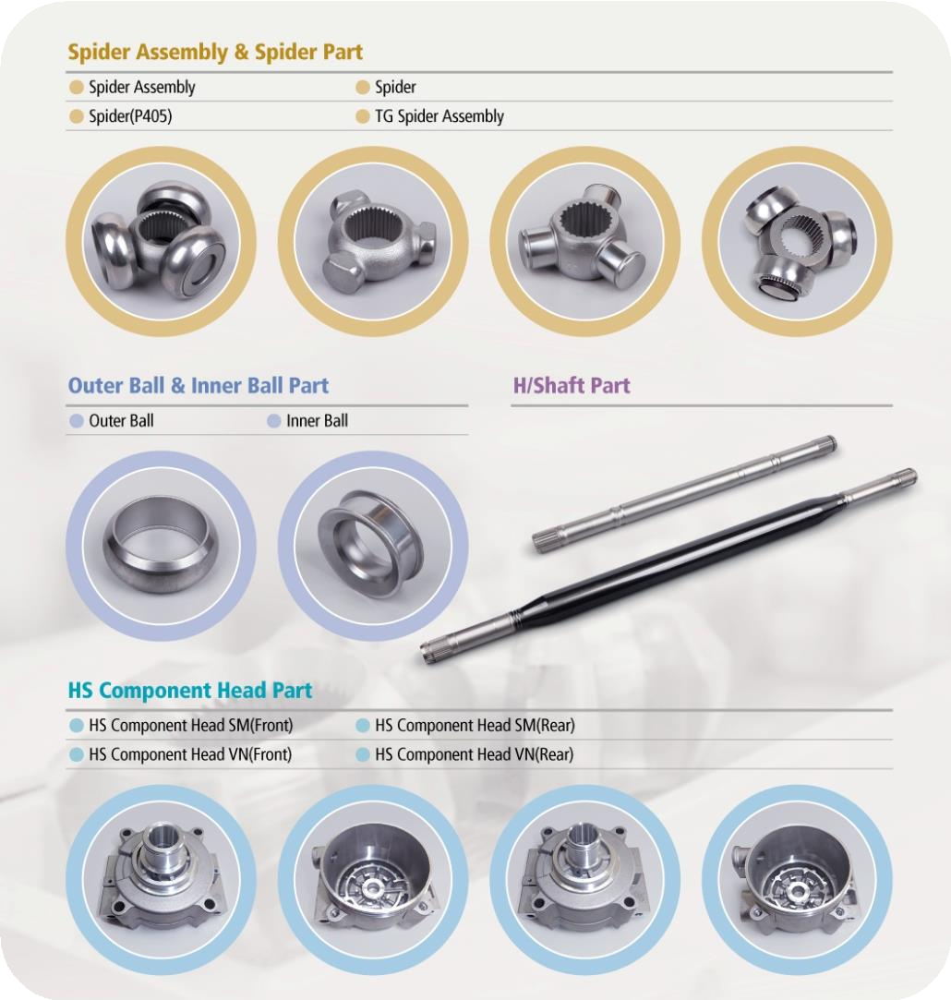 Spider Assembly & Spider Part
Spider Assembly
Spider
Spider(P405)
TG Spider Assembly
Outer Ball & Inner Ball Part
Outer Ball
Inner Ball
H/Shaft Part
HS Component Head Part
HS Component Head SM(Front)
HS Component Head SM(Rear)
HS Component Head VN(Front)
HS Component Head VN(Rear)